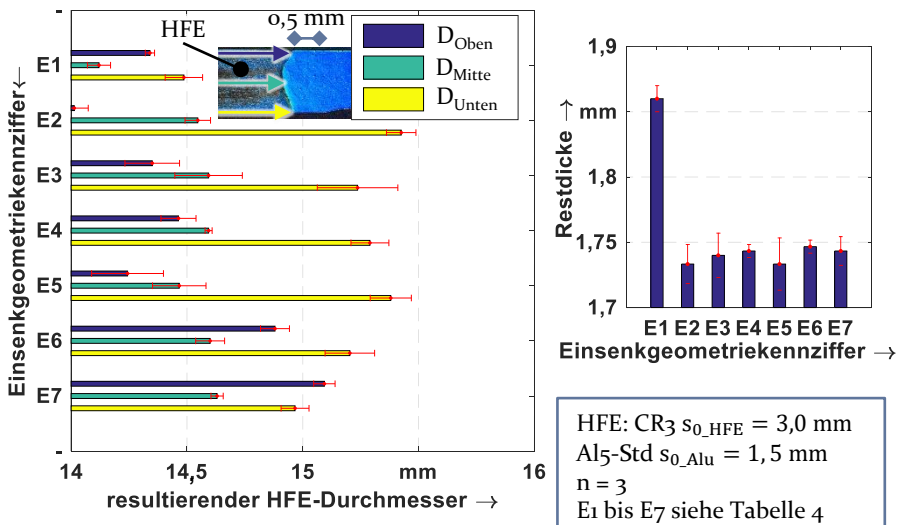 HFE
0,5 mm
D_Oben
D_Mitte
D_Unten
Einsenkgeometriekennziffer ←
-
E1
E2
E3
E4
E5
E6
E7
-
14
14,5
15
mm
16
resultierender HFE-Durchmesser →
Restdicke →
1,9
mm
1,8
1,75
1,7
E1 E2 E3 E4 E5 E6 E7
Einsenkgeometriekennziffer →
HFE: CR3 s0_HFE = 3,0 mm
Al5-Std s0_Alu = 1, 5 mm
n = 3
E1 bis E7 siehe Tabelle 4